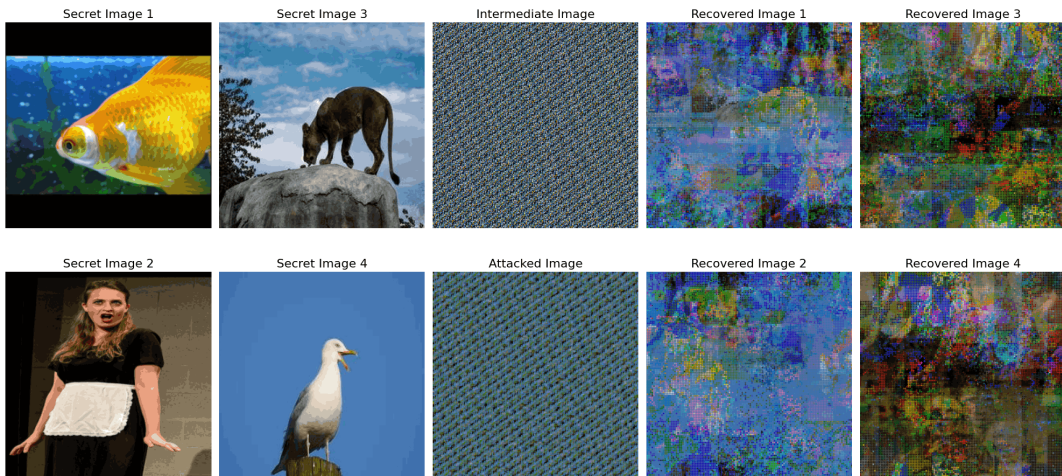 Secret Image 1
Secret Image 3
Intermediate Image
Recovered Image 1
Recovered Image 3
Secret Image 2
Secret Image 4
Attacked Image
Recovered Image 2
Recovered Image 4